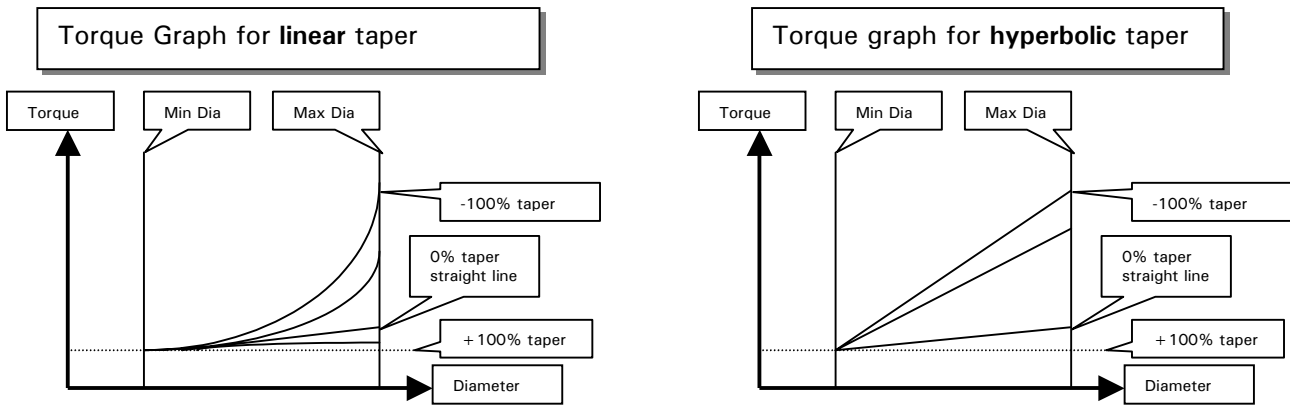 Torque Graph for linear taper
Torque
Min Dia
Max Dia
-100% taper
0% taper
straight line
+100% taper
Diameter
Torque graph for hyperbolic taper
Torque
Min Dia
Max Dia
-100% taper
0% taper
straight line
+100% taper
Diameter